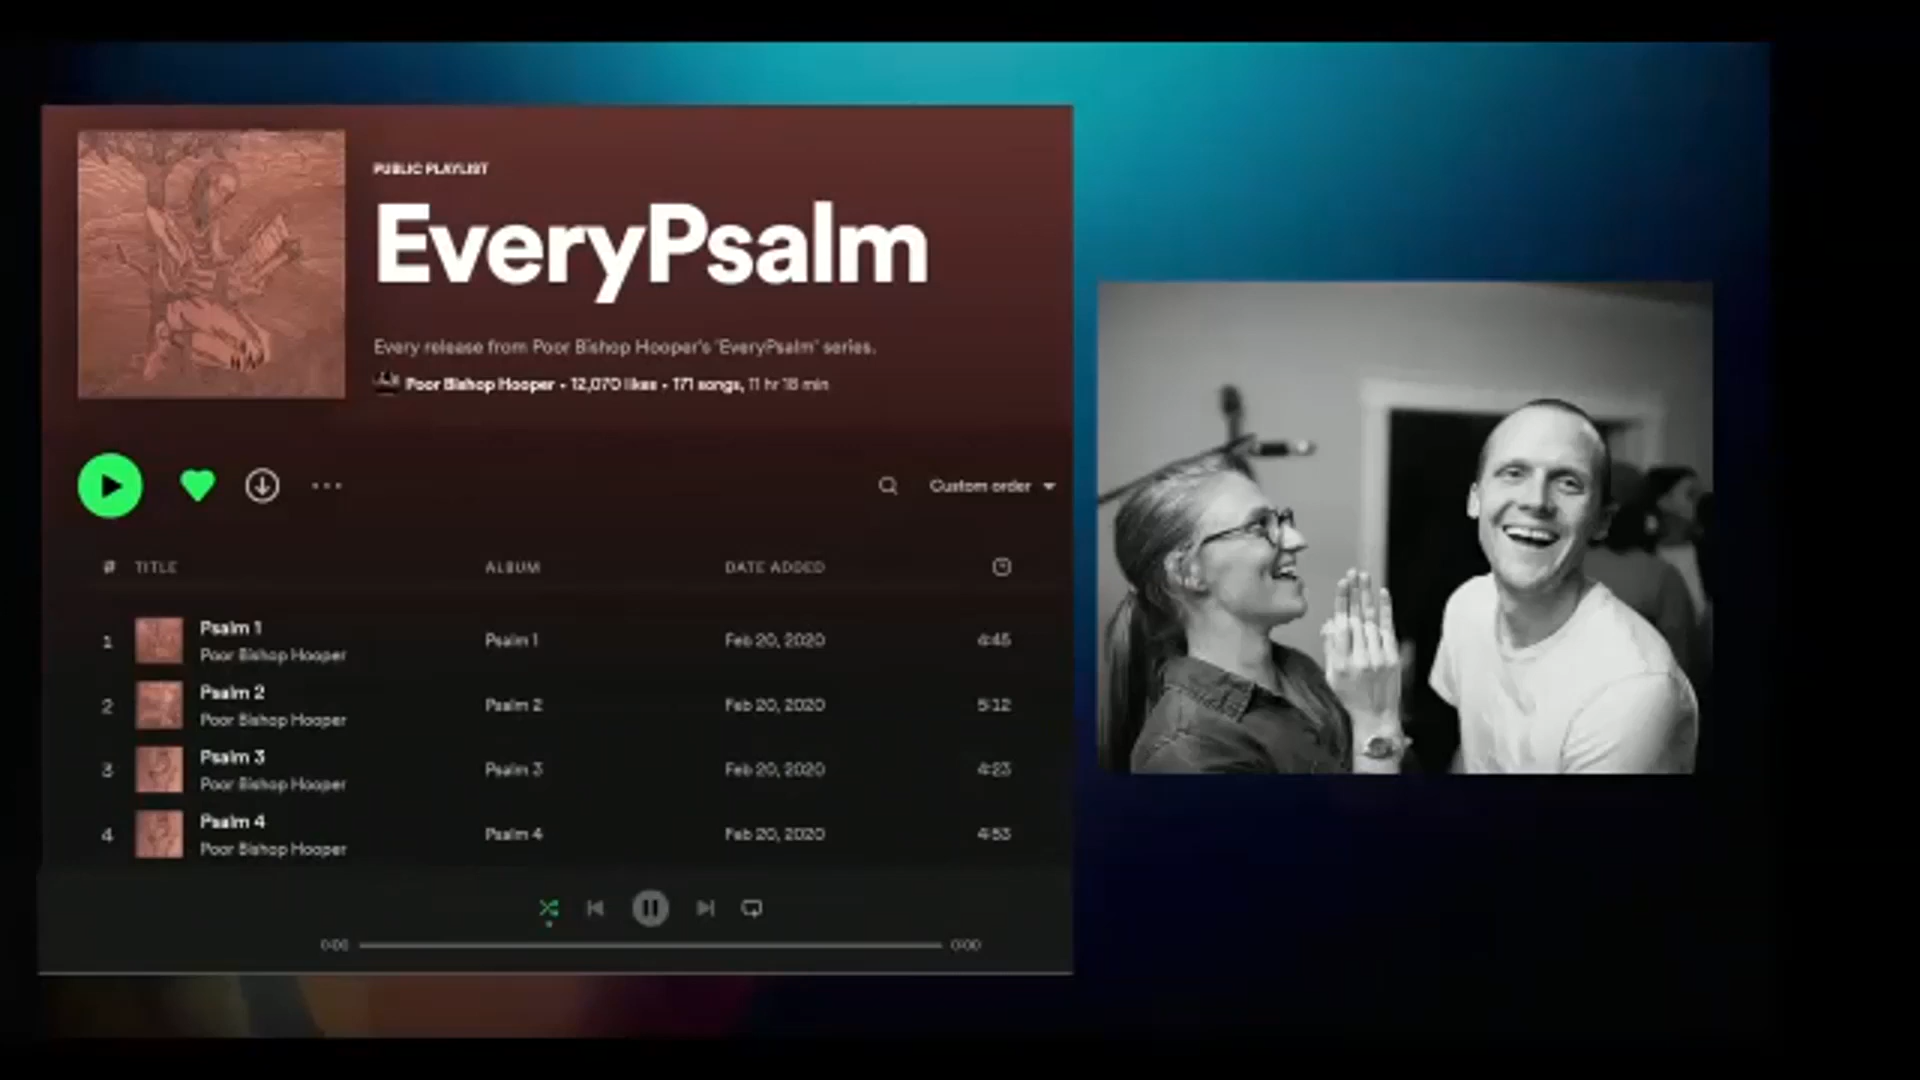 PUBLIC PLAYLIST
EveryPsalm
Every release from Poor Bishop Hooper's 'EveryPsalm' series.
Poor Bishop Hooper • 12,070 likes • 171 songs, 11 hr 18 min
Custom order
# TITLE ALBUM DATE ADDED
1 Psalm 1 Psalm 1 Feb 20, 2020 4:45
Poor Bishop Hooper
2 Psalm 2 Psalm 2 Feb 20, 2020 5:12
Poor Bishop Hooper
3 Psalm 3 Psalm 3 Feb 20, 2020 4:23
Poor Bishop Hooper
4 Psalm 4 Psalm 4 Feb 20, 2020 4:53
Poor Bishop Hooper
0:00 0:00